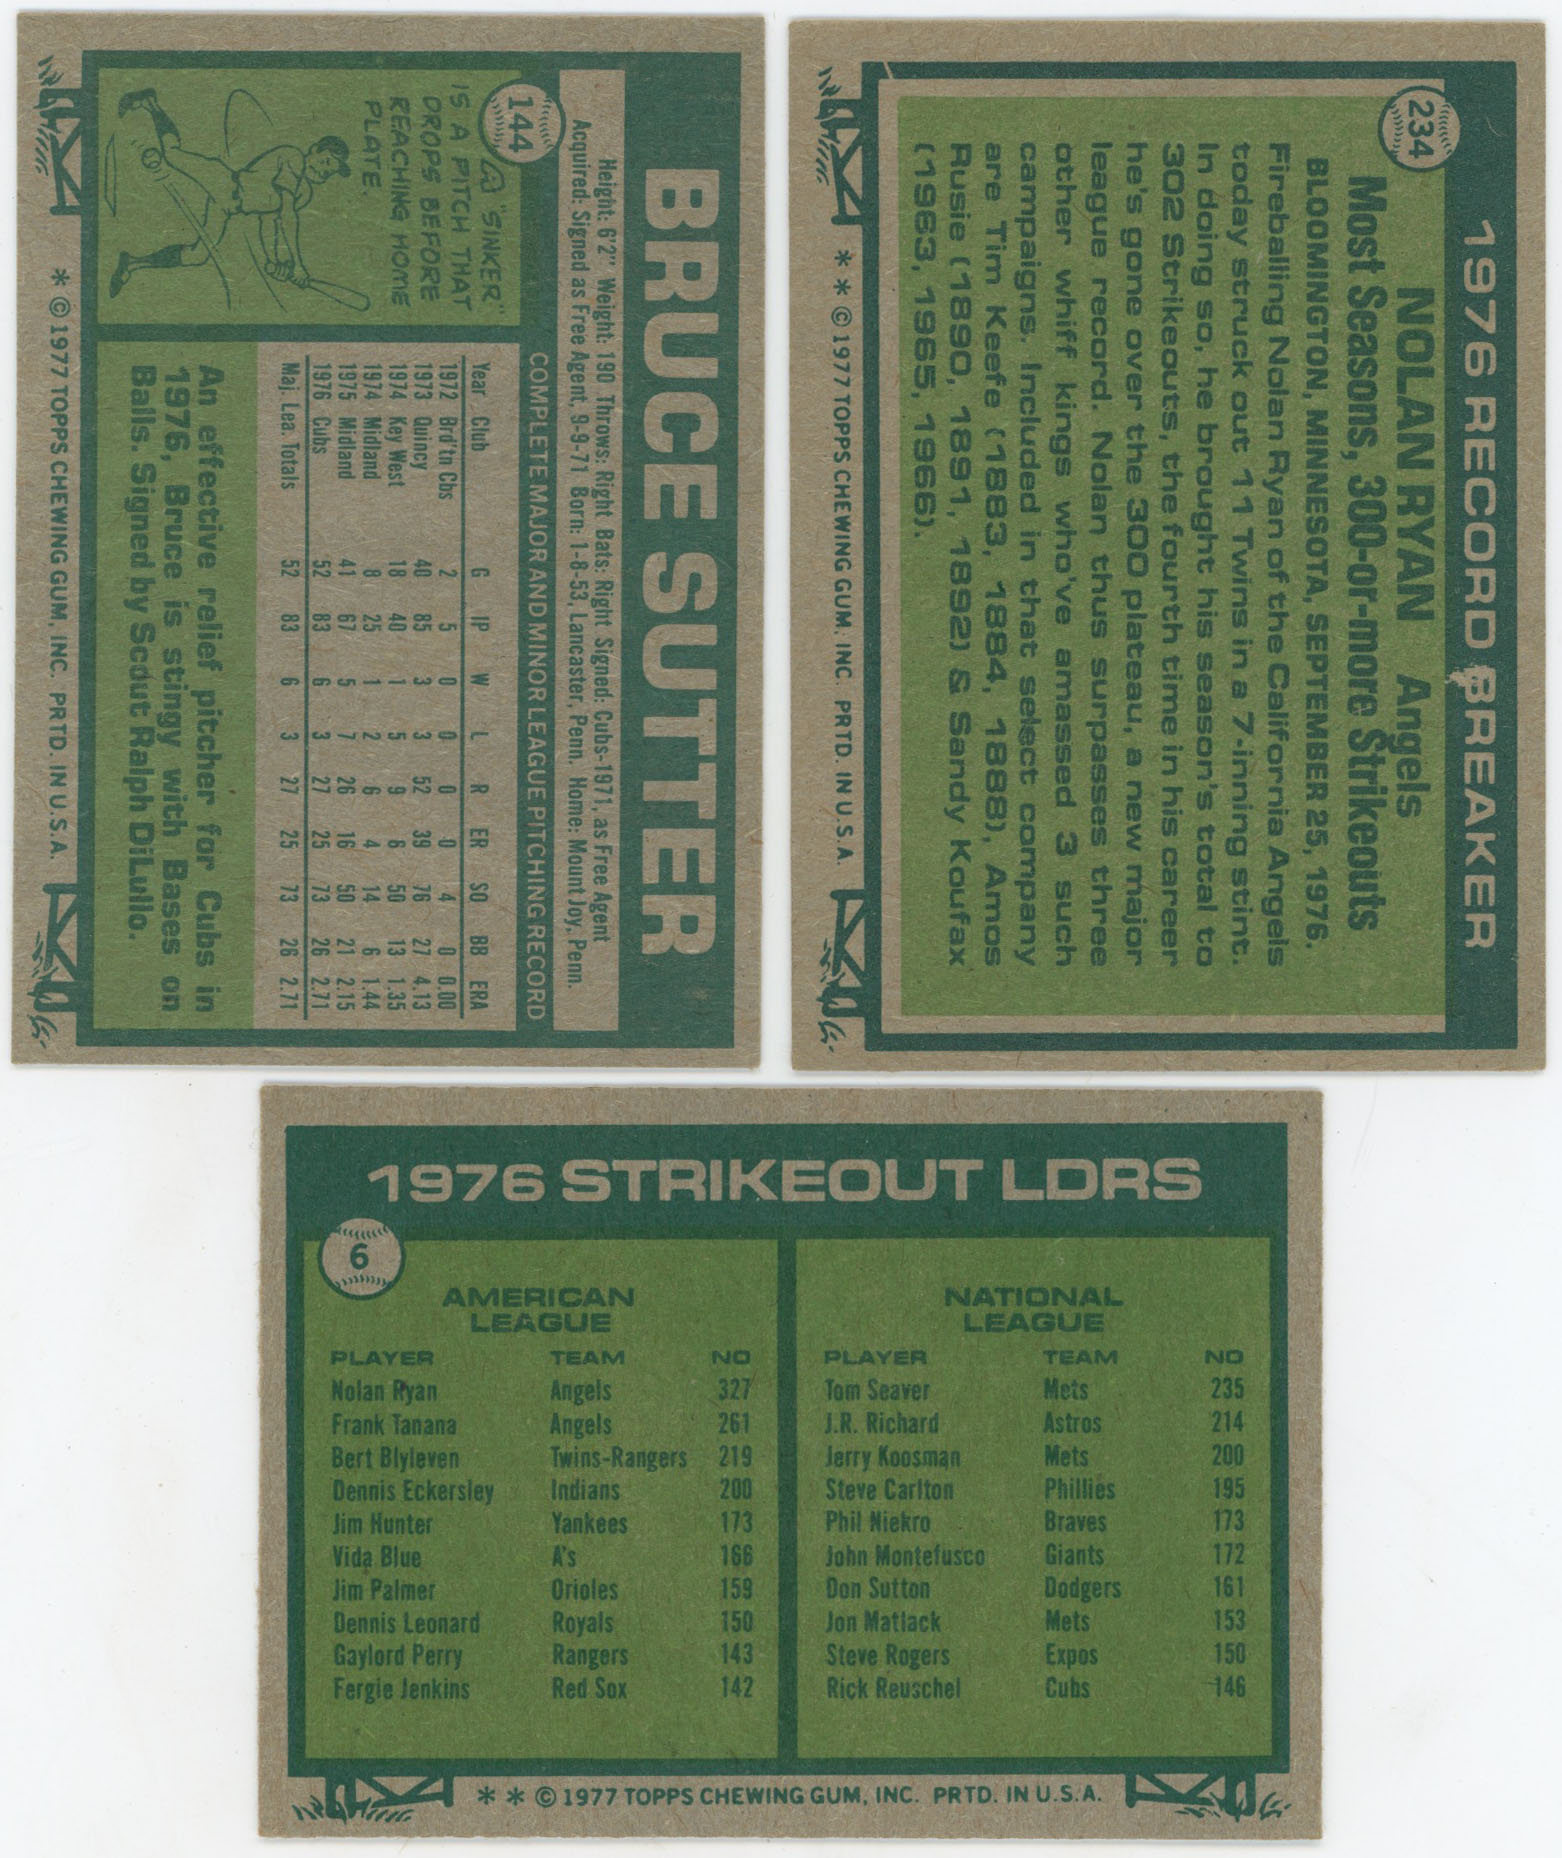 BRUCE SUTTER
Height: 6'2" Weight: 190 Throws: Right Bats: Right Signed: Cubs-1971, as Free Agent
Acquired: Signed as Free Agent, 9-9-71 Born: 1-8-53, Lancaster, Penn. Home: Mount Joy, Penn.
144
COMPLETE MAJOR AND MINOR LEAGUE PITCHING RECORD
A "SINKER"
IS A PITCH THAT
DROPS BEFORE
REACHING HOME
PLATE.
Year Club G IP W L R ER SO BB ERA
1972 Brd'tn Cbs 2 5 0 0 0 0 4 0 0.00
1973 Quincy 40 85 3 3 52 39 76 27 4.13
1974 Key West 18 40 1 5 9 6 50 13 1.35
1974 Midland 8 25 1 2 6 4 14 6 1.44
1975 Midland 41 67 5 7 26 16 50 21 2.15
1976 Cubs 52 83 6 3 27 25 73 26 2.71
Maj. Lea. Totals 52 83 6 3 27 25 73 26 2.71
An effective relief pitcher for Cubs in
1976, Bruce is stingy with Bases on
Balls. Signed by Scout Ralph DiLullo.
* © 1977 TOPPS CHEWING GUM, INC. PRTD. IN U.S.A.
1976 RECORD BREAKER
234
NOLAN RYAN Angels
Most Seasons, 300-or-more Strikeouts
BLOOMINGTON, MINNESOTA, SEPTEMBER 25, 1976.
Fireballing Nolan Ryan of the California Angels
today struck out 11 Twins in a 7-inning stint.
In doing so, he brought his season's total to
302 Strikeouts, the fourth time in his career
he's gone over the 300 plateau, a new major
league record. Nolan thus surpasses three
other whiff kings who've amassed 3 such
campaigns. Included in that select company
are Tim Keefe (1883, 1884, 1888), Amos
Rusie (1890, 1891, 1892) & Sandy Koufax
(1963, 1965, 1966).
* * © 1977 TOPPS CHEWING GUM, INC. PRTD. IN U.S.A.
1976 STRIKEOUT LDRS
6
AMERICAN
LEAGUE
PLAYER TEAM NO
Nolan Ryan Angels 327
Frank Tanana Angels 261
Bert Blyleven Twins-Rangers 219
Dennis Eckersley Indians 200
Jim Hunter Yankees 173
Vida Blue A's 166
Jim Palmer Orioles 159
Dennis Leonard Royals 150
Gaylord Perry Rangers 143
Fergie Jenkins Red Sox 142
NATIONAL
LEAGUE
PLAYER TEAM NO
Tom Seaver Mets 235
J.R. Richard Astros 214
Jerry Koosman Mets 200
Steve Carlton Phillies 195
Phil Niekro Braves 173
John Montefusco Giants 172
Don Sutton Dodgers 161
Jon Matlack Mets 153
Steve Rogers Expos 150
Rick Reuschel Cubs 146
* * © 1977 TOPPS CHEWING GUM, INC. PRTD. IN U.S.A.